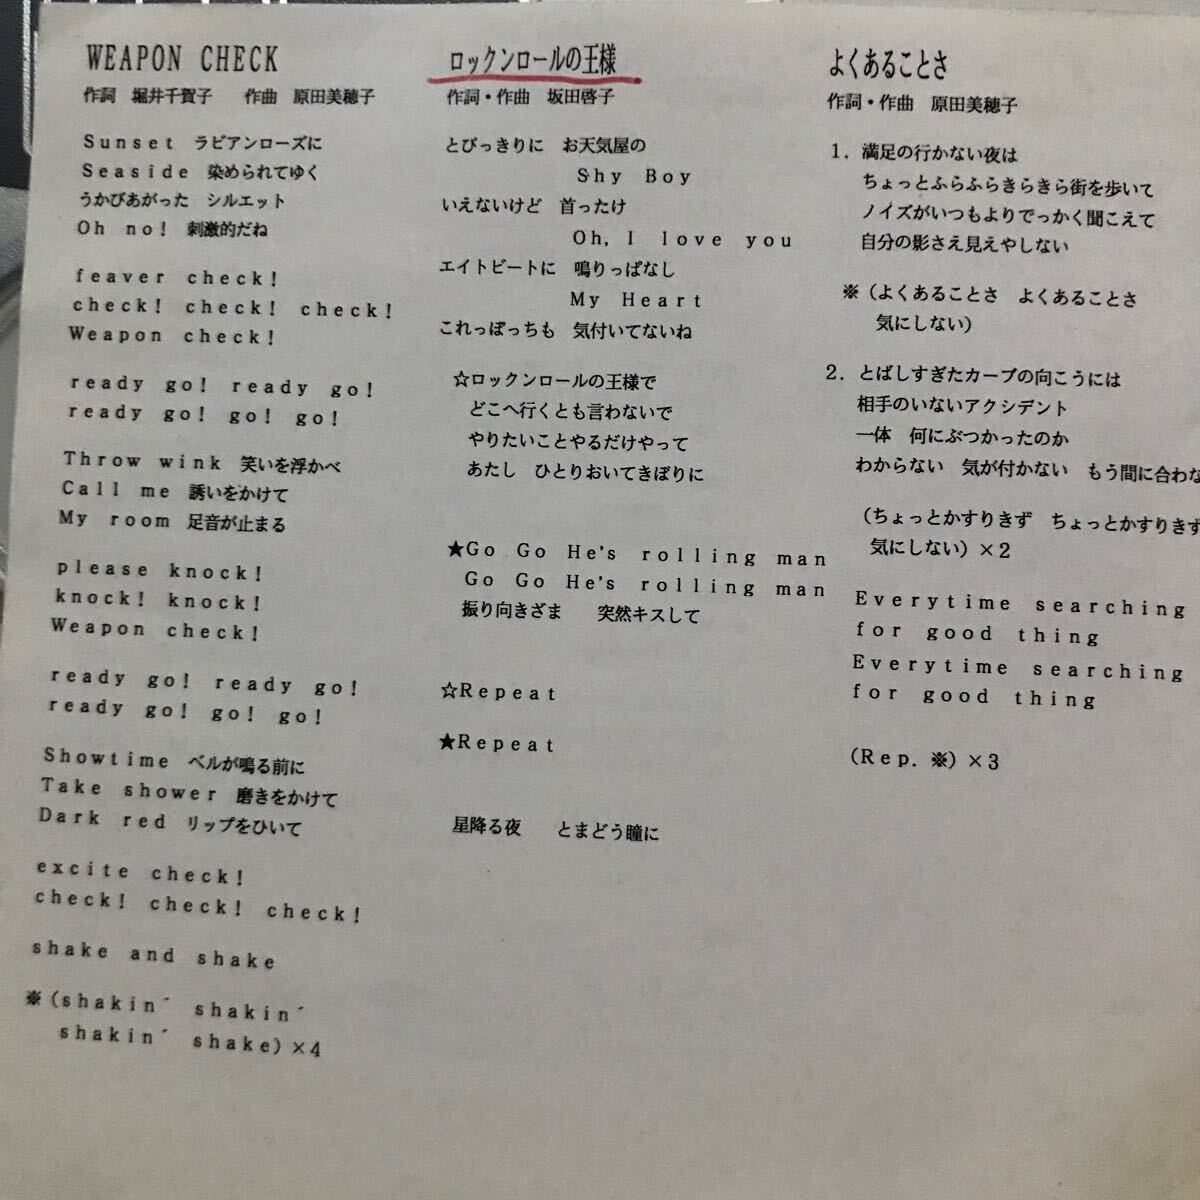 WEAPON CHECK
作詞 堀井千賀子 作曲 原田美穂子
Sunset ラビアンローズに
Seaside 染められてゆく
うかびあがった シルエット
Oh no! 刺激的だね
feaver check!
check! check! check!
Weapon check!
ready go! ready go!
ready go! go! go!
Throw wink 笑いを浮かべ
Call me 誘いをかけて
My room 足音が止まる
please knock!
knock! knock!
Weapon check!
ready go! ready go!
ready go! go! go!
Showtime ベルが鳴る前に
Take shower 磨きをかけて
Dark red リップをひいて
excite check!
check! check! check!
shake and shake
※(shakin´ shakin´
shakin´ shake)×4
ロックンロールの王様
作詞・作曲 坂田啓子
とびっきりに お天気屋の
Shy Boy
いえないけど 首ったけ
Oh, I love you
エイトビートに 鳴りっぱなし
My Heart
これっぽっちも 気付いてないね
☆ロックンロールの王様で
どこへ行くとも言わないで
やりたいことやるだけやって
あたし ひとりおいてきぼりに
★Go Go He's rolling man
Go Go He's rolling man
振り向きざま 突然キスして
☆Repeat
★Repeat
星降る夜 とまどう瞳に
よくあることさ
作詞・作曲 原田美穂子
1. 満足の行かない夜は
ちょっとふらふらきらきら街を歩いて
ノイズがいつもよりでっかく聞こえて
自分の影さえ見えやしない
※(よくあることさ よくあることさ
気にしない)
2. とばしすぎたカーブの向こうには
相手のいないアクシデント
一体 何にぶつかったのか
わからない 気が付かない もう間に合わな
(ちょっとかすりきず ちょっとかすりきず
気にしない)×2
Everytime searching
for good thing
Everytime searching
for good thing
(Rep. ※)×3